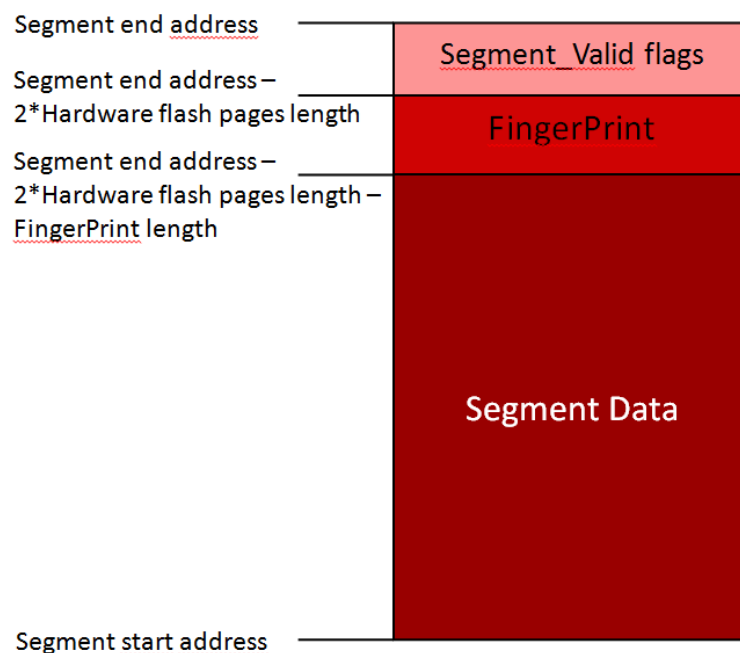 Segment end address
Segment_Valid flags
Segment end address –
2*Hardware flash pages length
FingerPrint
Segment end address –
2*Hardware flash pages length –
FingerPrint length
Segment Data
Segment start address